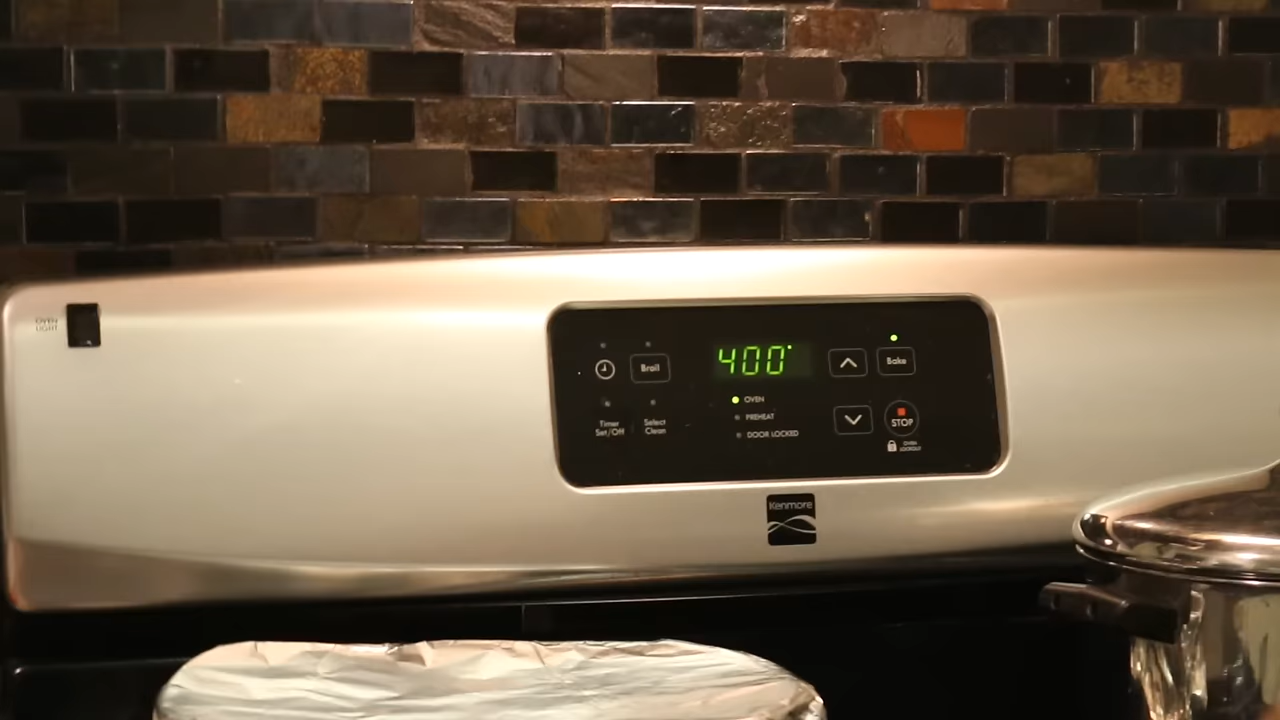 OVEN
LIGHT
Broil
400°
Bake
OVEN
PREHEAT
DOOR LOCKED
Timer
Set/Off
Select
Clean
STOP
OVEN
LOCKOUT
Kenmore